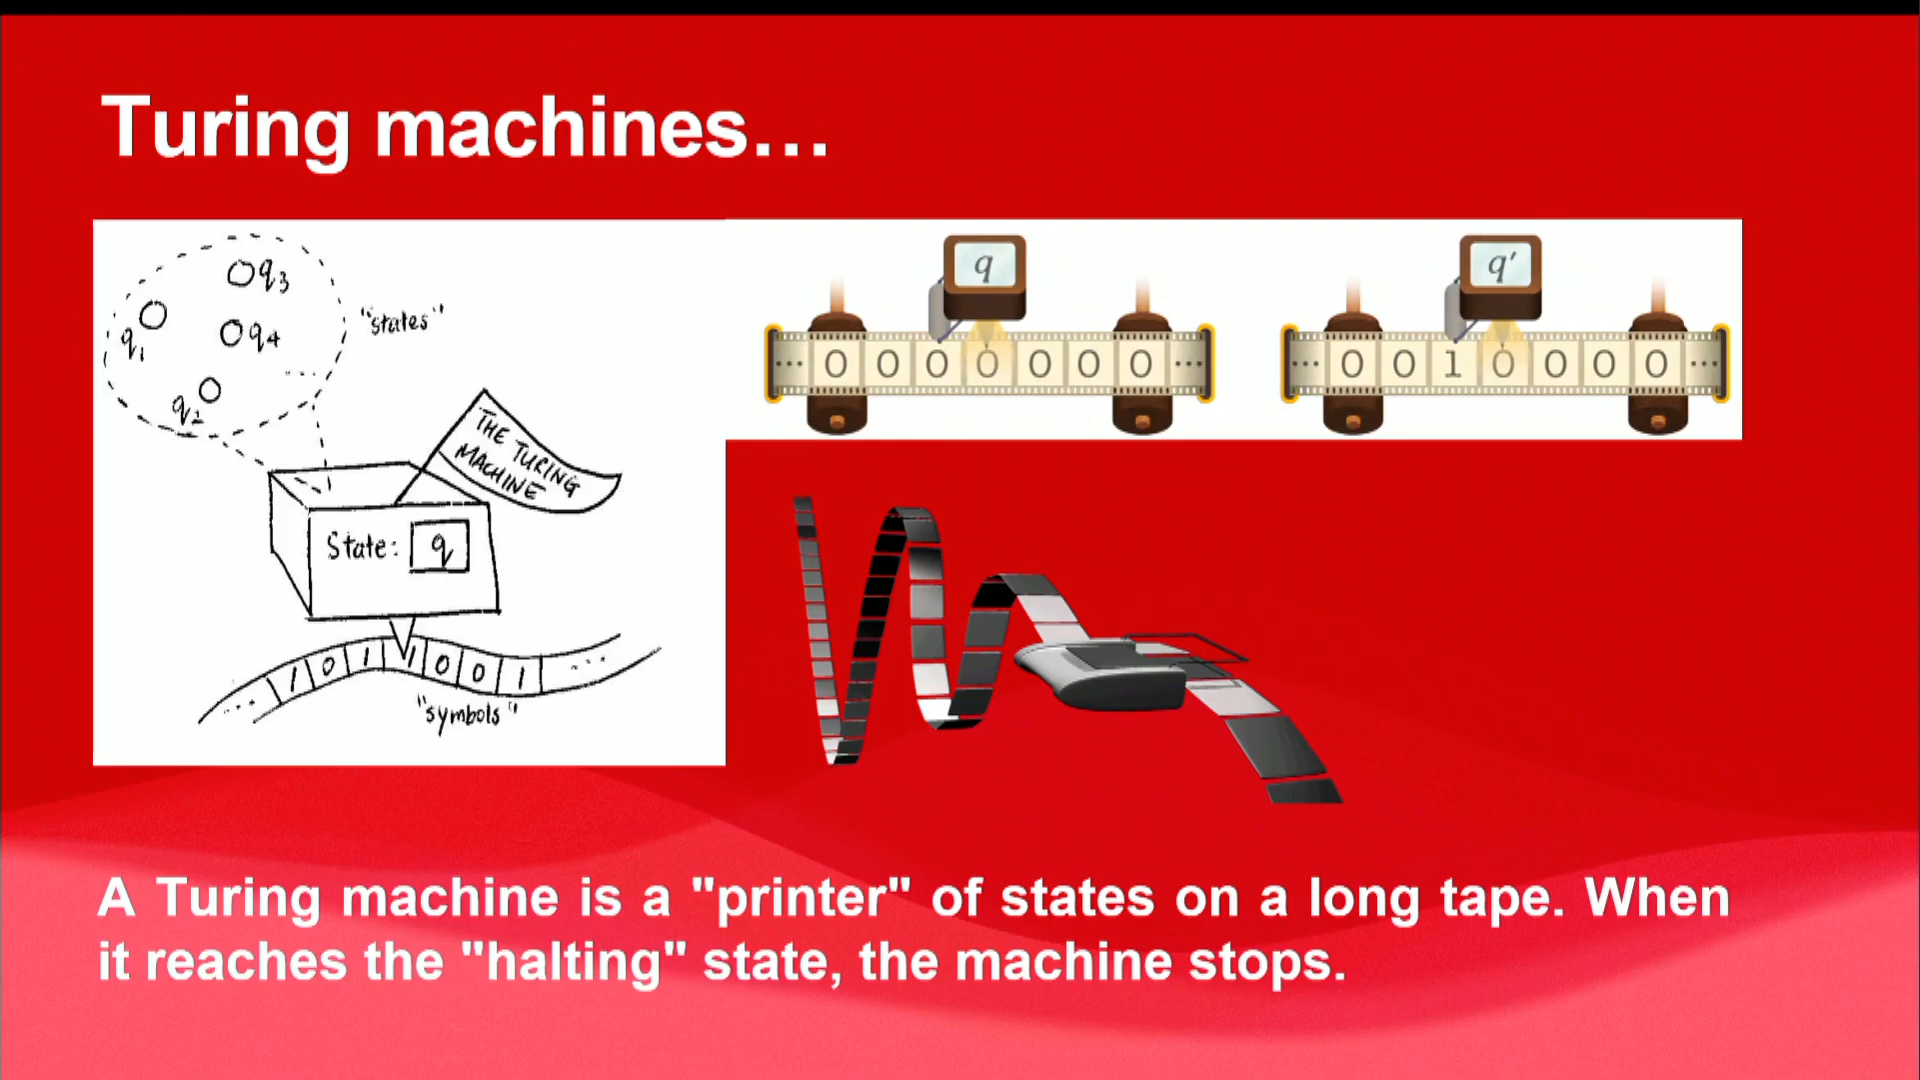 Turing machines...
q3
q1
q4
q2
"states"
THE TURING
MACHINE
State: q
... 1 0 1 1 0 0 1 ...
"symbols"
q
... 0 0 0 0 0 0 0 ...
q′
... 0 0 1 0 0 0 0 ...
A Turing machine is a "printer" of states on a long tape. When
it reaches the "halting" state, the machine stops.